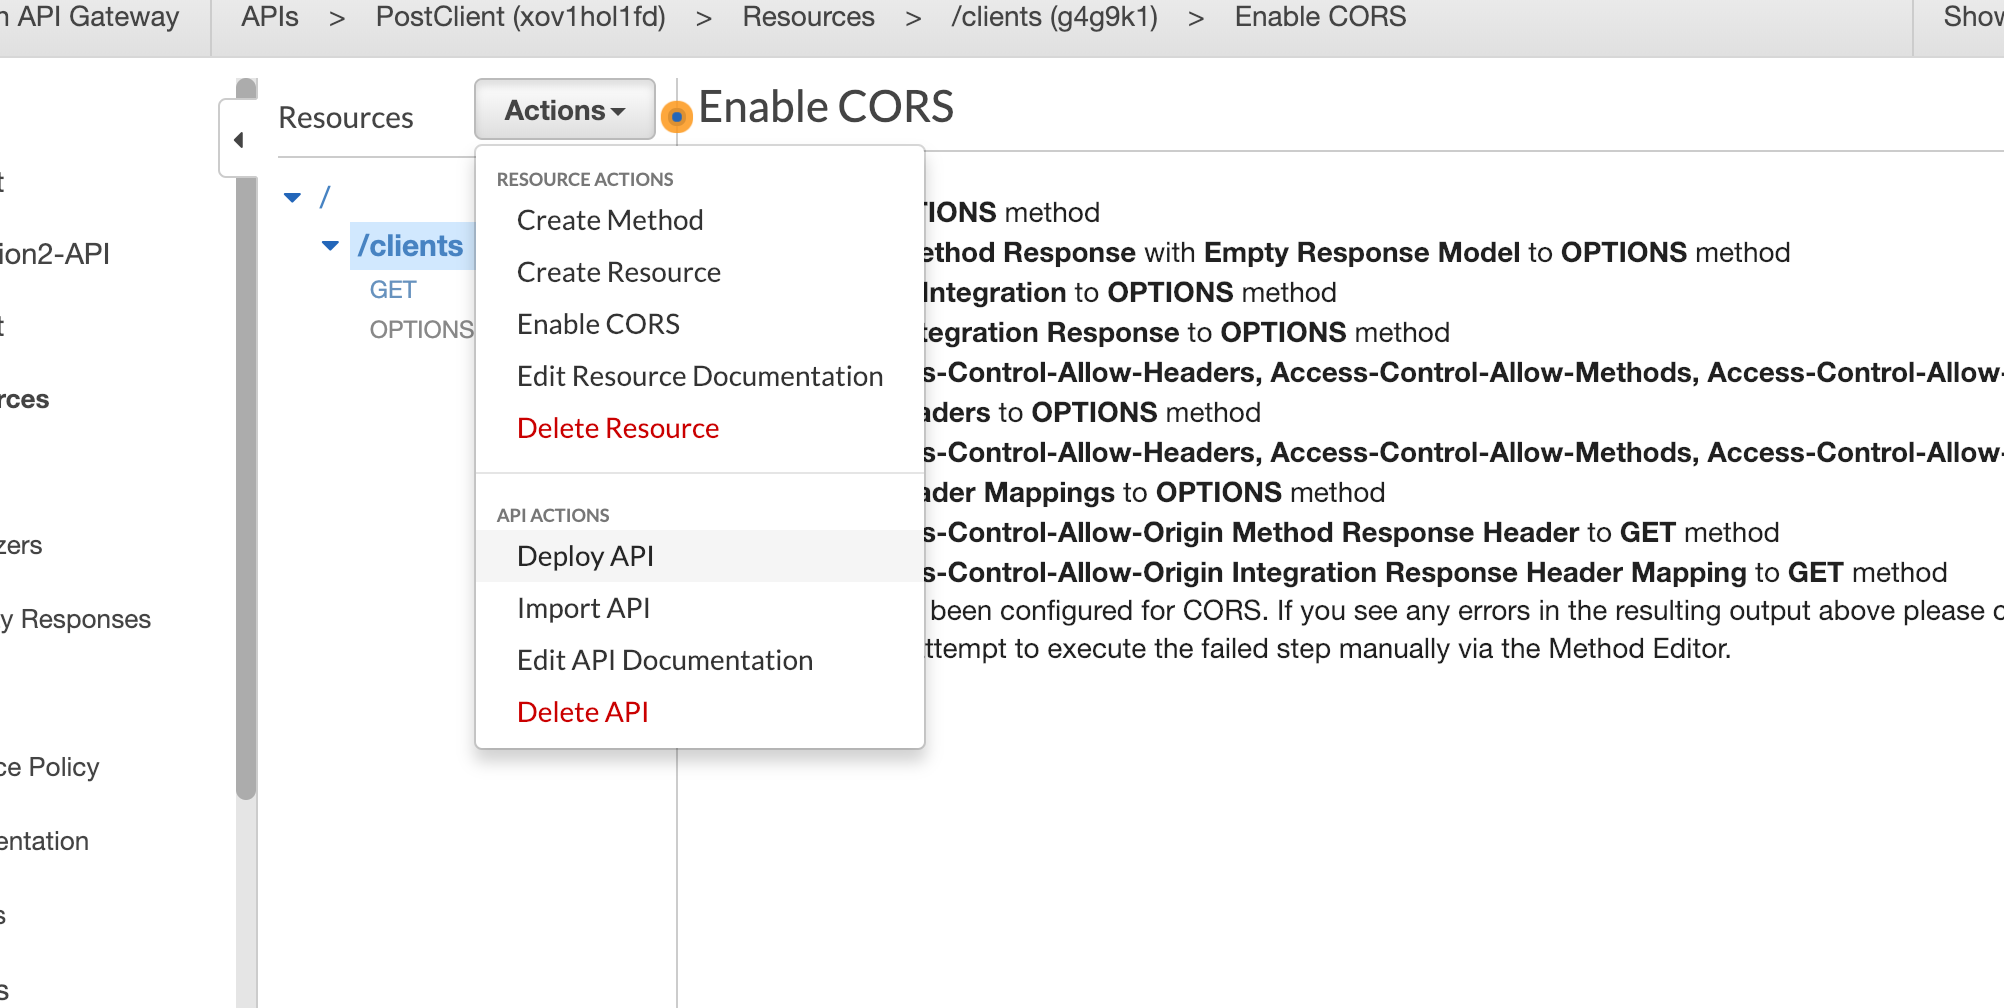 API Gateway
APIs > PostClient (xov1hol1fd) > Resources > /clients (g4g9k1) > Enable CORS
Resources
Actions
Enable CORS
/
/clients
GET
OPTIONS
RESOURCE ACTIONS
Create Method
Create Resource
Enable CORS
Edit Resource Documentation
Delete Resource
API ACTIONS
Deploy API
Import API
Edit API Documentation
Delete API
TIONS method
ethod Response with Empty Response Model to OPTIONS method
Integration to OPTIONS method
tegration Response to OPTIONS method
s-Control-Allow-Headers, Access-Control-Allow-Methods, Access-Control-Allow-
aders to OPTIONS method
s-Control-Allow-Headers, Access-Control-Allow-Methods, Access-Control-Allow-
ader Mappings to OPTIONS method
s-Control-Allow-Origin Method Response Header to GET method
s-Control-Allow-Origin Integration Response Header Mapping to GET method
been configured for CORS. If you see any errors in the resulting output above please
ttempt to execute the failed step manually via the Method Editor.
ion2-API
rces
zers
y Responses
ce Policy
entation